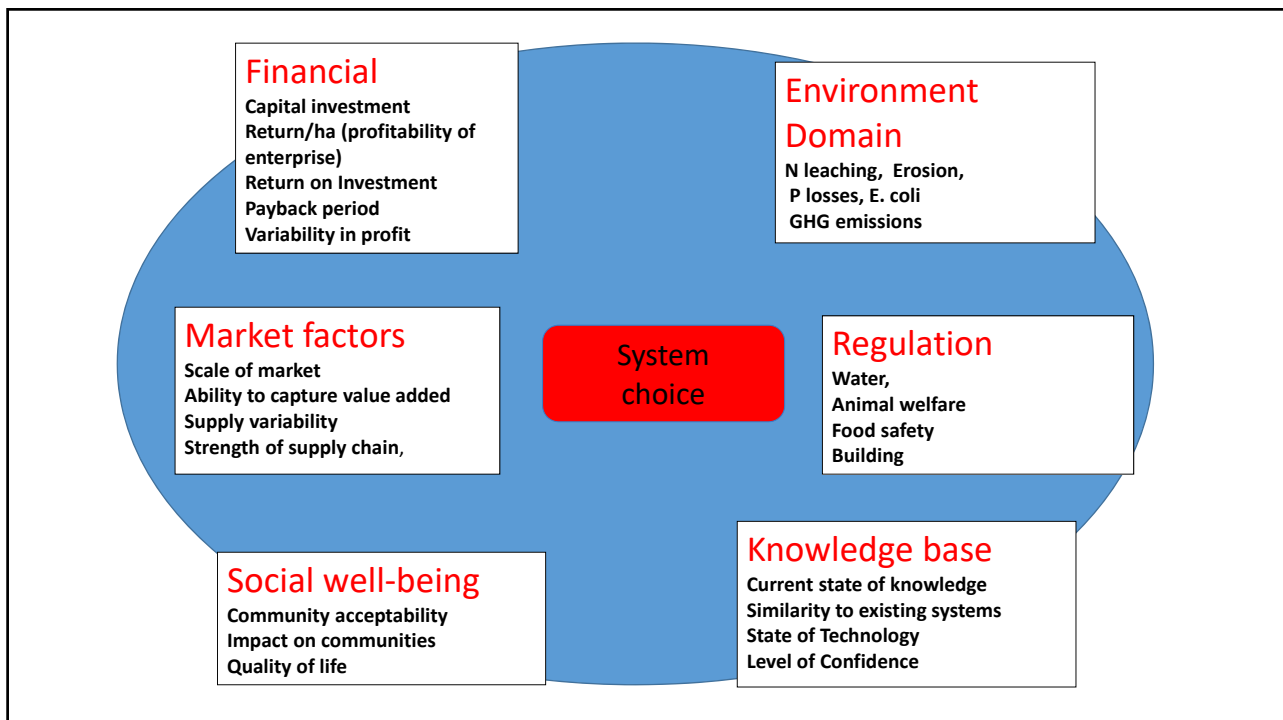 Financial
Capital investment
Return/ha (profitability of
enterprise)
Return on Investment
Payback period
Variability in profit
Environment
Domain
N leaching, Erosion,
P losses, E. coli
GHG emissions
Market factors
Scale of market
Ability to capture value added
Supply variability
Strength of supply chain,
System
choice
Regulation
Water,
Animal welfare
Food safety
Building
Social well-being
Community acceptability
Impact on communities
Quality of life
Knowledge base
Current state of knowledge
Similarity to existing systems
State of Technology
Level of Confidence